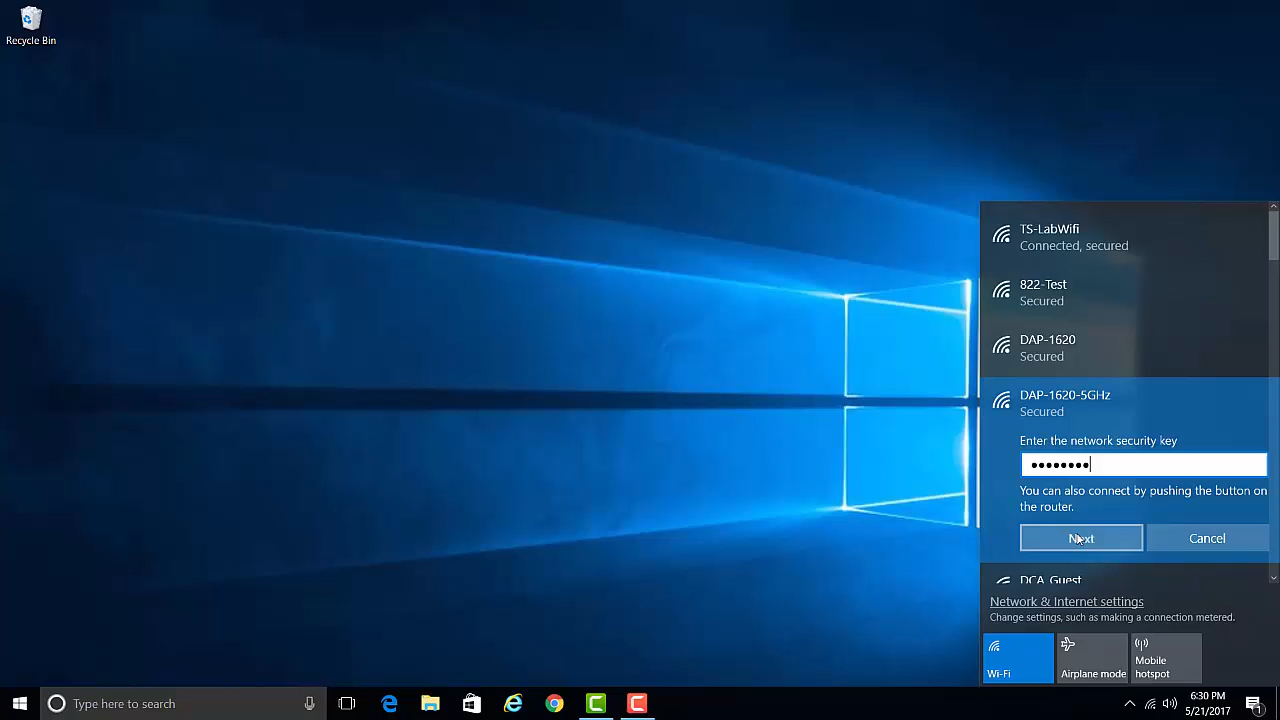 Recycle Bin
TS-LabWifi
Connected, secured
822-Test
Secured
DAP-1620
Secured
DAP-1620-5GHz
Secured
Enter the network security key
••••••••
You can also connect by pushing the button on
the router.
Next
Cancel
DCA_Guest
Network & Internet settings
Change settings, such as making a connection metered.
Wi-Fi
Airplane mode
Mobile
hotspot
Type here to search
6:30 PM
5/21/2017
1